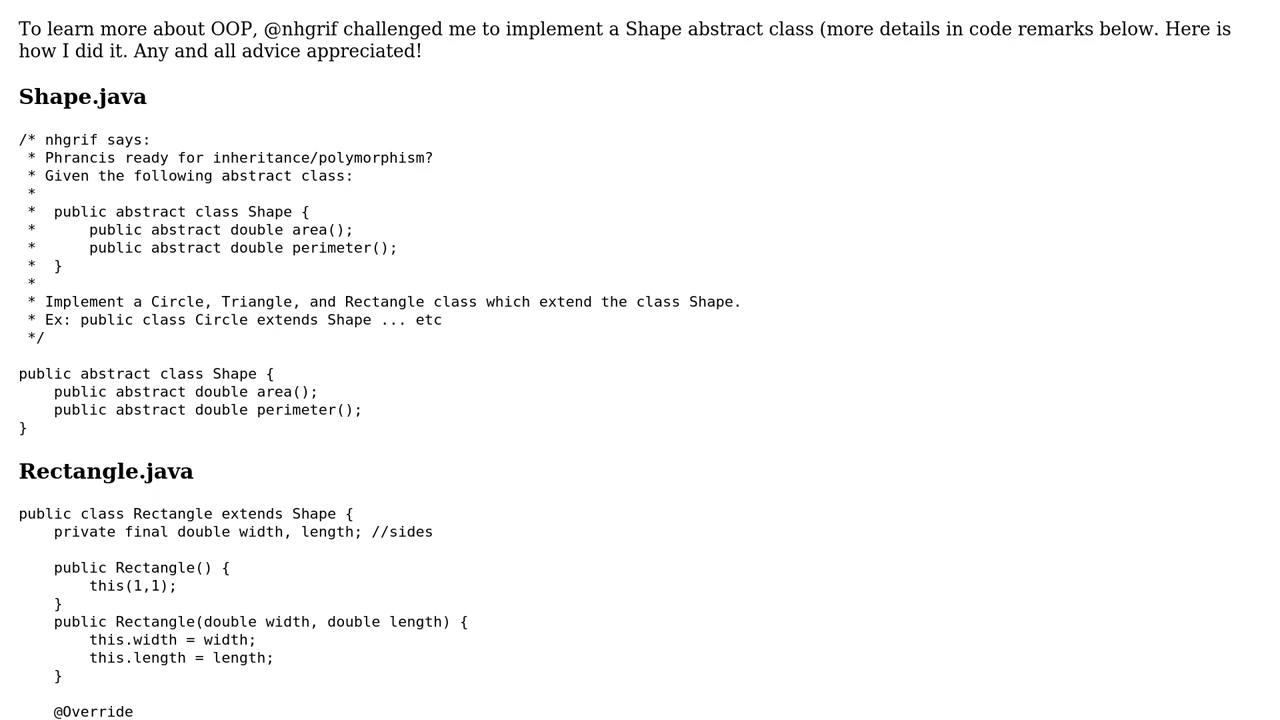 To learn more about OOP, @nhgrif challenged me to implement a Shape abstract class (more details in code remarks below. Here is
how I did it. Any and all advice appreciated!
Shape.java
/* nhgrif says:
 * Phrancis ready for inheritance/polymorphism?
 * Given the following abstract class:
 *
 *  public abstract class Shape {
 *      public abstract double area();
 *      public abstract double perimeter();
 *  }
 *
 * Implement a Circle, Triangle, and Rectangle class which extend the class Shape.
 * Ex: public class Circle extends Shape ... etc
 */
public abstract class Shape {
    public abstract double area();
    public abstract double perimeter();
}
Rectangle.java
public class Rectangle extends Shape {
    private final double width, length; //sides
    public Rectangle() {
        this(1,1);
    }
    public Rectangle(double width, double length) {
        this.width = width;
        this.length = length;
    }
    @Override